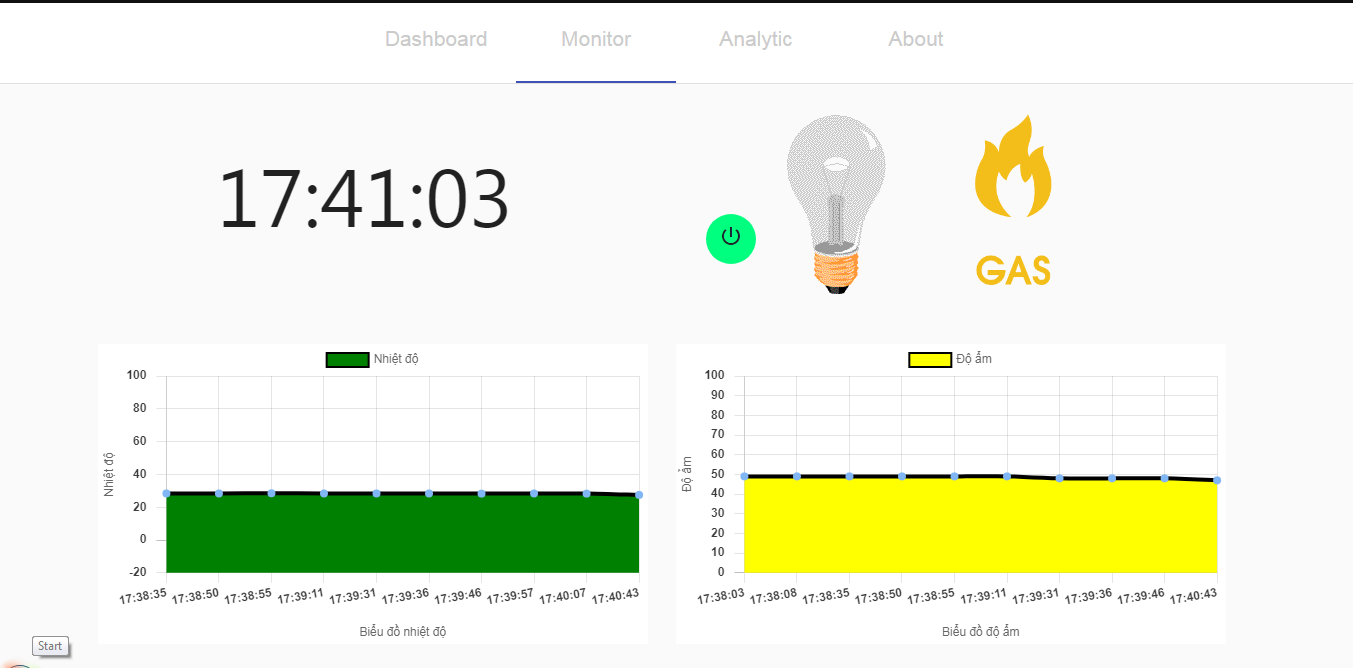 Dashboard Monitor Analytic About
17:41:03
GAS
Nhiệt độ
100
80
60
40
20
0
-20
Nhiệt độ
17:38:35 17:38:50 17:38:55 17:39:11 17:39:31 17:39:36 17:39:46 17:39:57 17:40:07 17:40:43
Biểu đồ nhiệt độ
Độ ẩm
100
90
80
70
60
50
40
30
20
10
0
Độ ẩm
17:38:03 17:38:08 17:38:35 17:38:50 17:38:55 17:39:11 17:39:31 17:39:36 17:39:46 17:40:43
Biểu đồ độ ẩm
Start